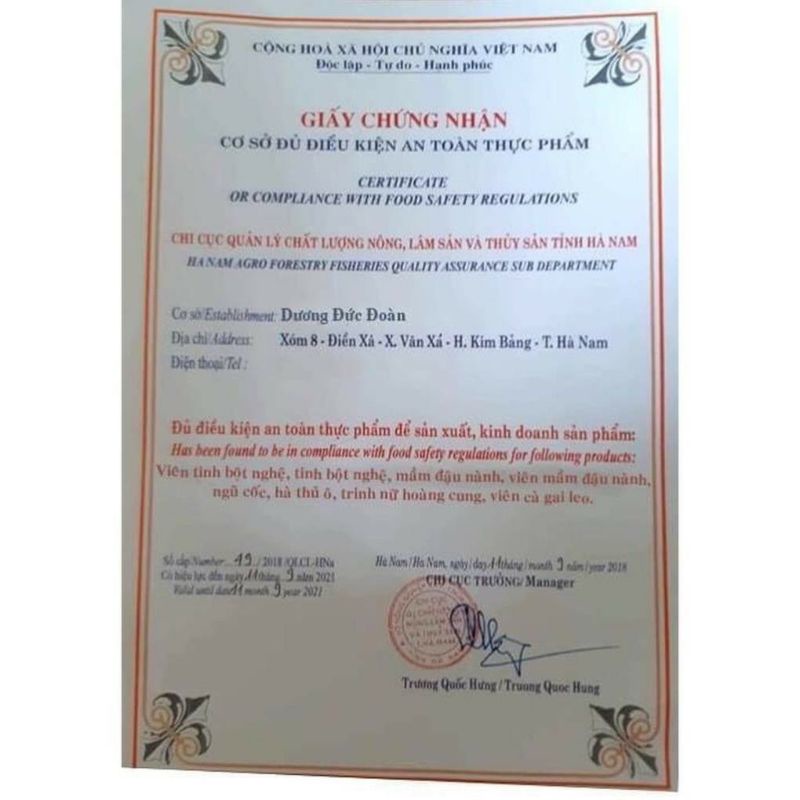 CỘNG HOÀ XÃ HỘI CHỦ NGHĨA VIỆT NAM
Độc lập - Tự do - Hạnh phúc
GIẤY CHỨNG NHẬN
CƠ SỞ ĐỦ ĐIỀU KIỆN AN TOÀN THỰC PHẨM
CERTIFICATE
OR COMPLIANCE WITH FOOD SAFETY REGULATIONS
CHI CỤC QUẢN LÝ CHẤT LƯỢNG NÔNG, LÂM SẢN VÀ THỦY SẢN TỈNH HÀ NAM
HA NAM AGRO FORESTRY FISHERIES QUALITY ASSURANCE SUB DEPARTMENT
Cơ sở/Establishment: Dương Đức Đoàn
Địa chỉ/Address: Xóm 8 - Điền Xá - X. Văn Xá - H. Kim Bảng - T. Hà Nam
Điện thoại/Tel :
Đủ điều kiện an toàn thực phẩm để sản xuất, kinh doanh sản phẩm:
Has been found to be in compliance with food safety regulations for following products:
Viên tinh bột nghệ, tinh bột nghệ, mầm đậu nành, viên mầm đậu nành,
ngũ cốc, hà thủ ô, trinh nữ hoàng cung, viên cà gai leo.
Số cấp/Number... 49../2018 /QLCL-HNa
Có hiệu lực đến ngày 11 tháng 9 năm 2021
Valid until date 11 month 9 year 2021
Hà Nam/Ha Nam, ngày/day 11 tháng/month 9 năm/year 2018
CHI CỤC TRƯỞNG/Manager
Trương Quốc Hưng / Truong Quoc Hung